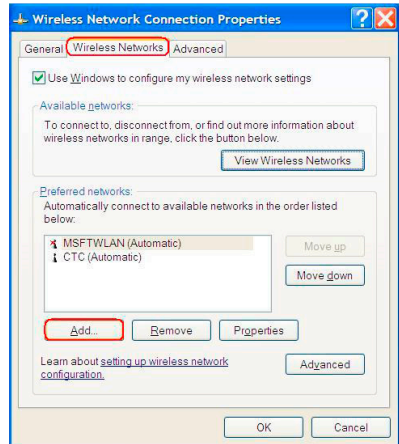 Wireless Network Connection Properties
General Wireless Networks Advanced
Use Windows to configure my wireless network settings
Available networks:
To connect to, disconnect from, or find out more information about
wireless networks in range, click the button below.
View Wireless Networks
Preferred networks:
Automatically connect to available networks in the order listed
below:
MSFTWLAN (Automatic)
CTC (Automatic)
Move up
Move down
Add...
Remove
Properties
Learn about setting up wireless network
configuration.
Advanced
OK
Cancel